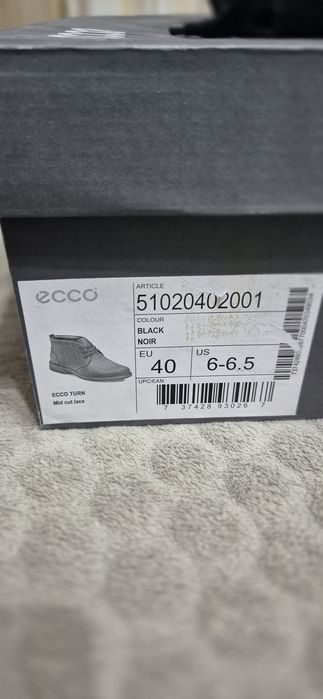 ecco
ARTICLE
51020402001
COLOUR
BLACK
NOIR
EU
40
US
6-6.5
UPC/EAN
7 37428 93026 7
ECCO TURN
Mid cut lace